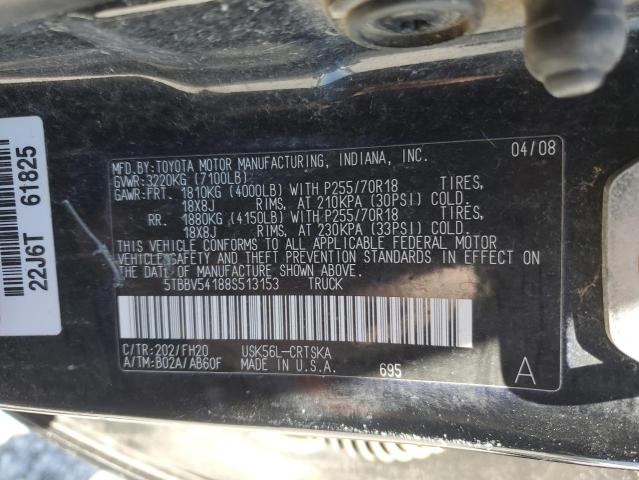 MFD.BY:TOYOTA MOTOR MANUFACTURING, INDIANA, INC. 04/08
GVWR:3220KG (7100LB)
GAWR:FRT. 1810KG (4000LB) WITH P255/70R18 TIRES,
18X8J RIMS, AT 210KPA (30PSI) COLD.
RR. 1880KG (4150LB) WITH P255/70R18 TIRES,
18X8J RIMS, AT 230KPA (33PSI) COLD.
THIS VEHICLE CONFORMS TO ALL APPLICABLE FEDERAL MOTOR
VEHICLE SAFETY AND THEFT PREVENTION STANDARDS IN EFFECT ON
THE DATE OF MANUFACTURE SHOWN ABOVE.
5TBBV54188S513153 TRUCK
C/TR:202/FH20 USK56L-CRTSKA
A/TM:B02A/AB60F MADE IN U.S.A. 695 A
22J6T 61825